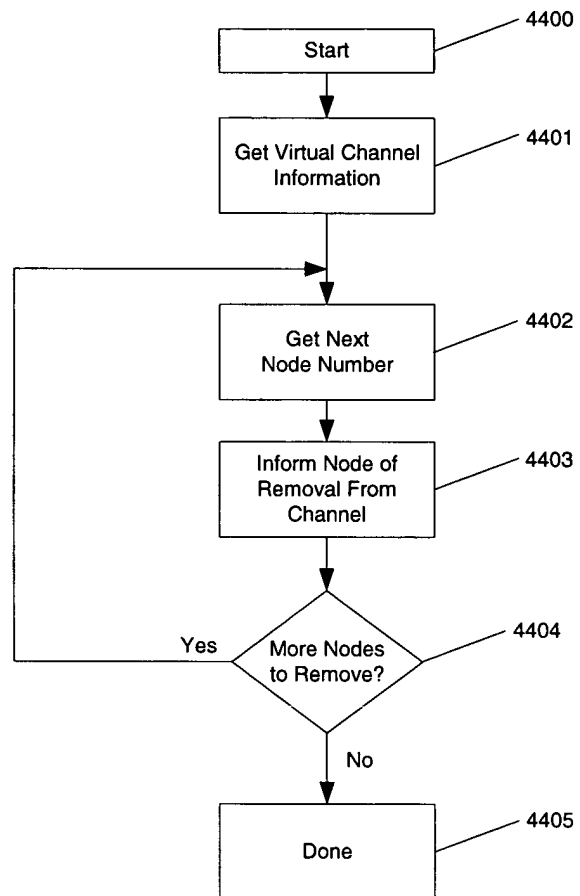 4400
Start
4401
Get Virtual Channel
Information
4402
Get Next
Node Number
4403
Inform Node of
Removal From
Channel
4404
Yes
More Nodes
to Remove?
No
4405
Done